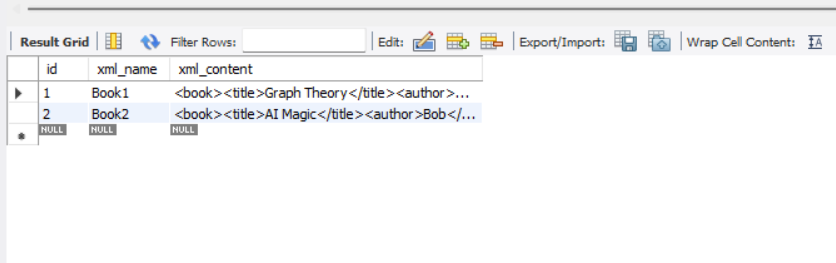 Result Grid Filter Rows: Edit: Export/Import: Wrap Cell Content: IA
id xml_name xml_content
1 Book1 <book><title>Graph Theory</title><author>...
2 Book2 <book><title>AI Magic</title><author>Bob</...
NULL NULL NULL